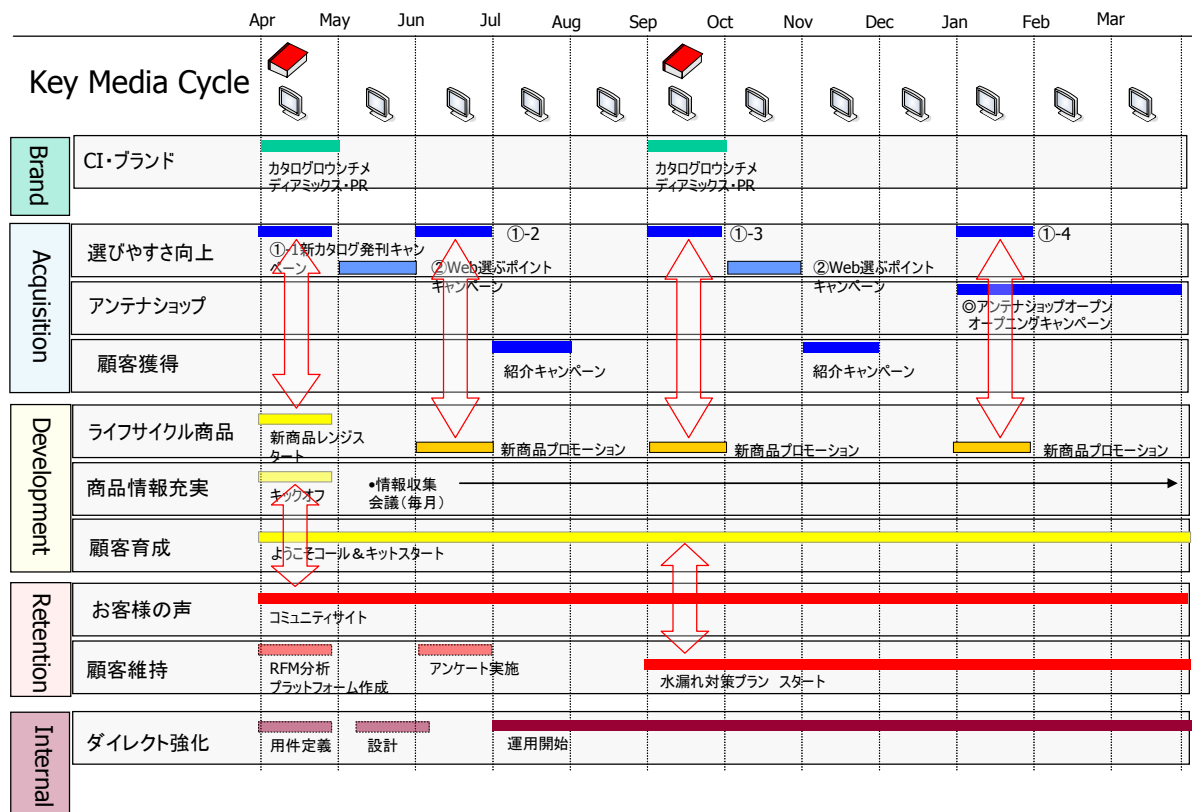 Apr May Jun Jul Aug Sep Oct Nov Dec Jan Feb Mar
Key Media Cycle
Brand
CI・ブランド
カタログロウンチメ
ディアミックス・PR
カタログロウンチメ
ディアミックス・PR
Acquisition
選びやすさ向上
①-1新カタログ発刊キャン
ペーン
①-2
②Web選ぶポイント
キャンペーン
①-3
②Web選ぶポイント
キャンペーン
①-4
アンテナショップ
◎アンテナショップオープン
オープニングキャンペーン
顧客獲得
紹介キャンペーン
紹介キャンペーン
Development
ライフサイクル商品
新商品レンジス
タート
新商品プロモーション
新商品プロモーション
新商品プロモーション
商品情報充実
キックオフ
•情報収集
会議(毎月)
顧客育成
ようこそコール&キットスタート
Retention
お客様の声
コミュニティサイト
顧客維持
RFM分析
プラットフォーム作成
アンケート実施
水漏れ対策プラン スタート
Internal
ダイレクト強化
用件定義
設計
運用開始